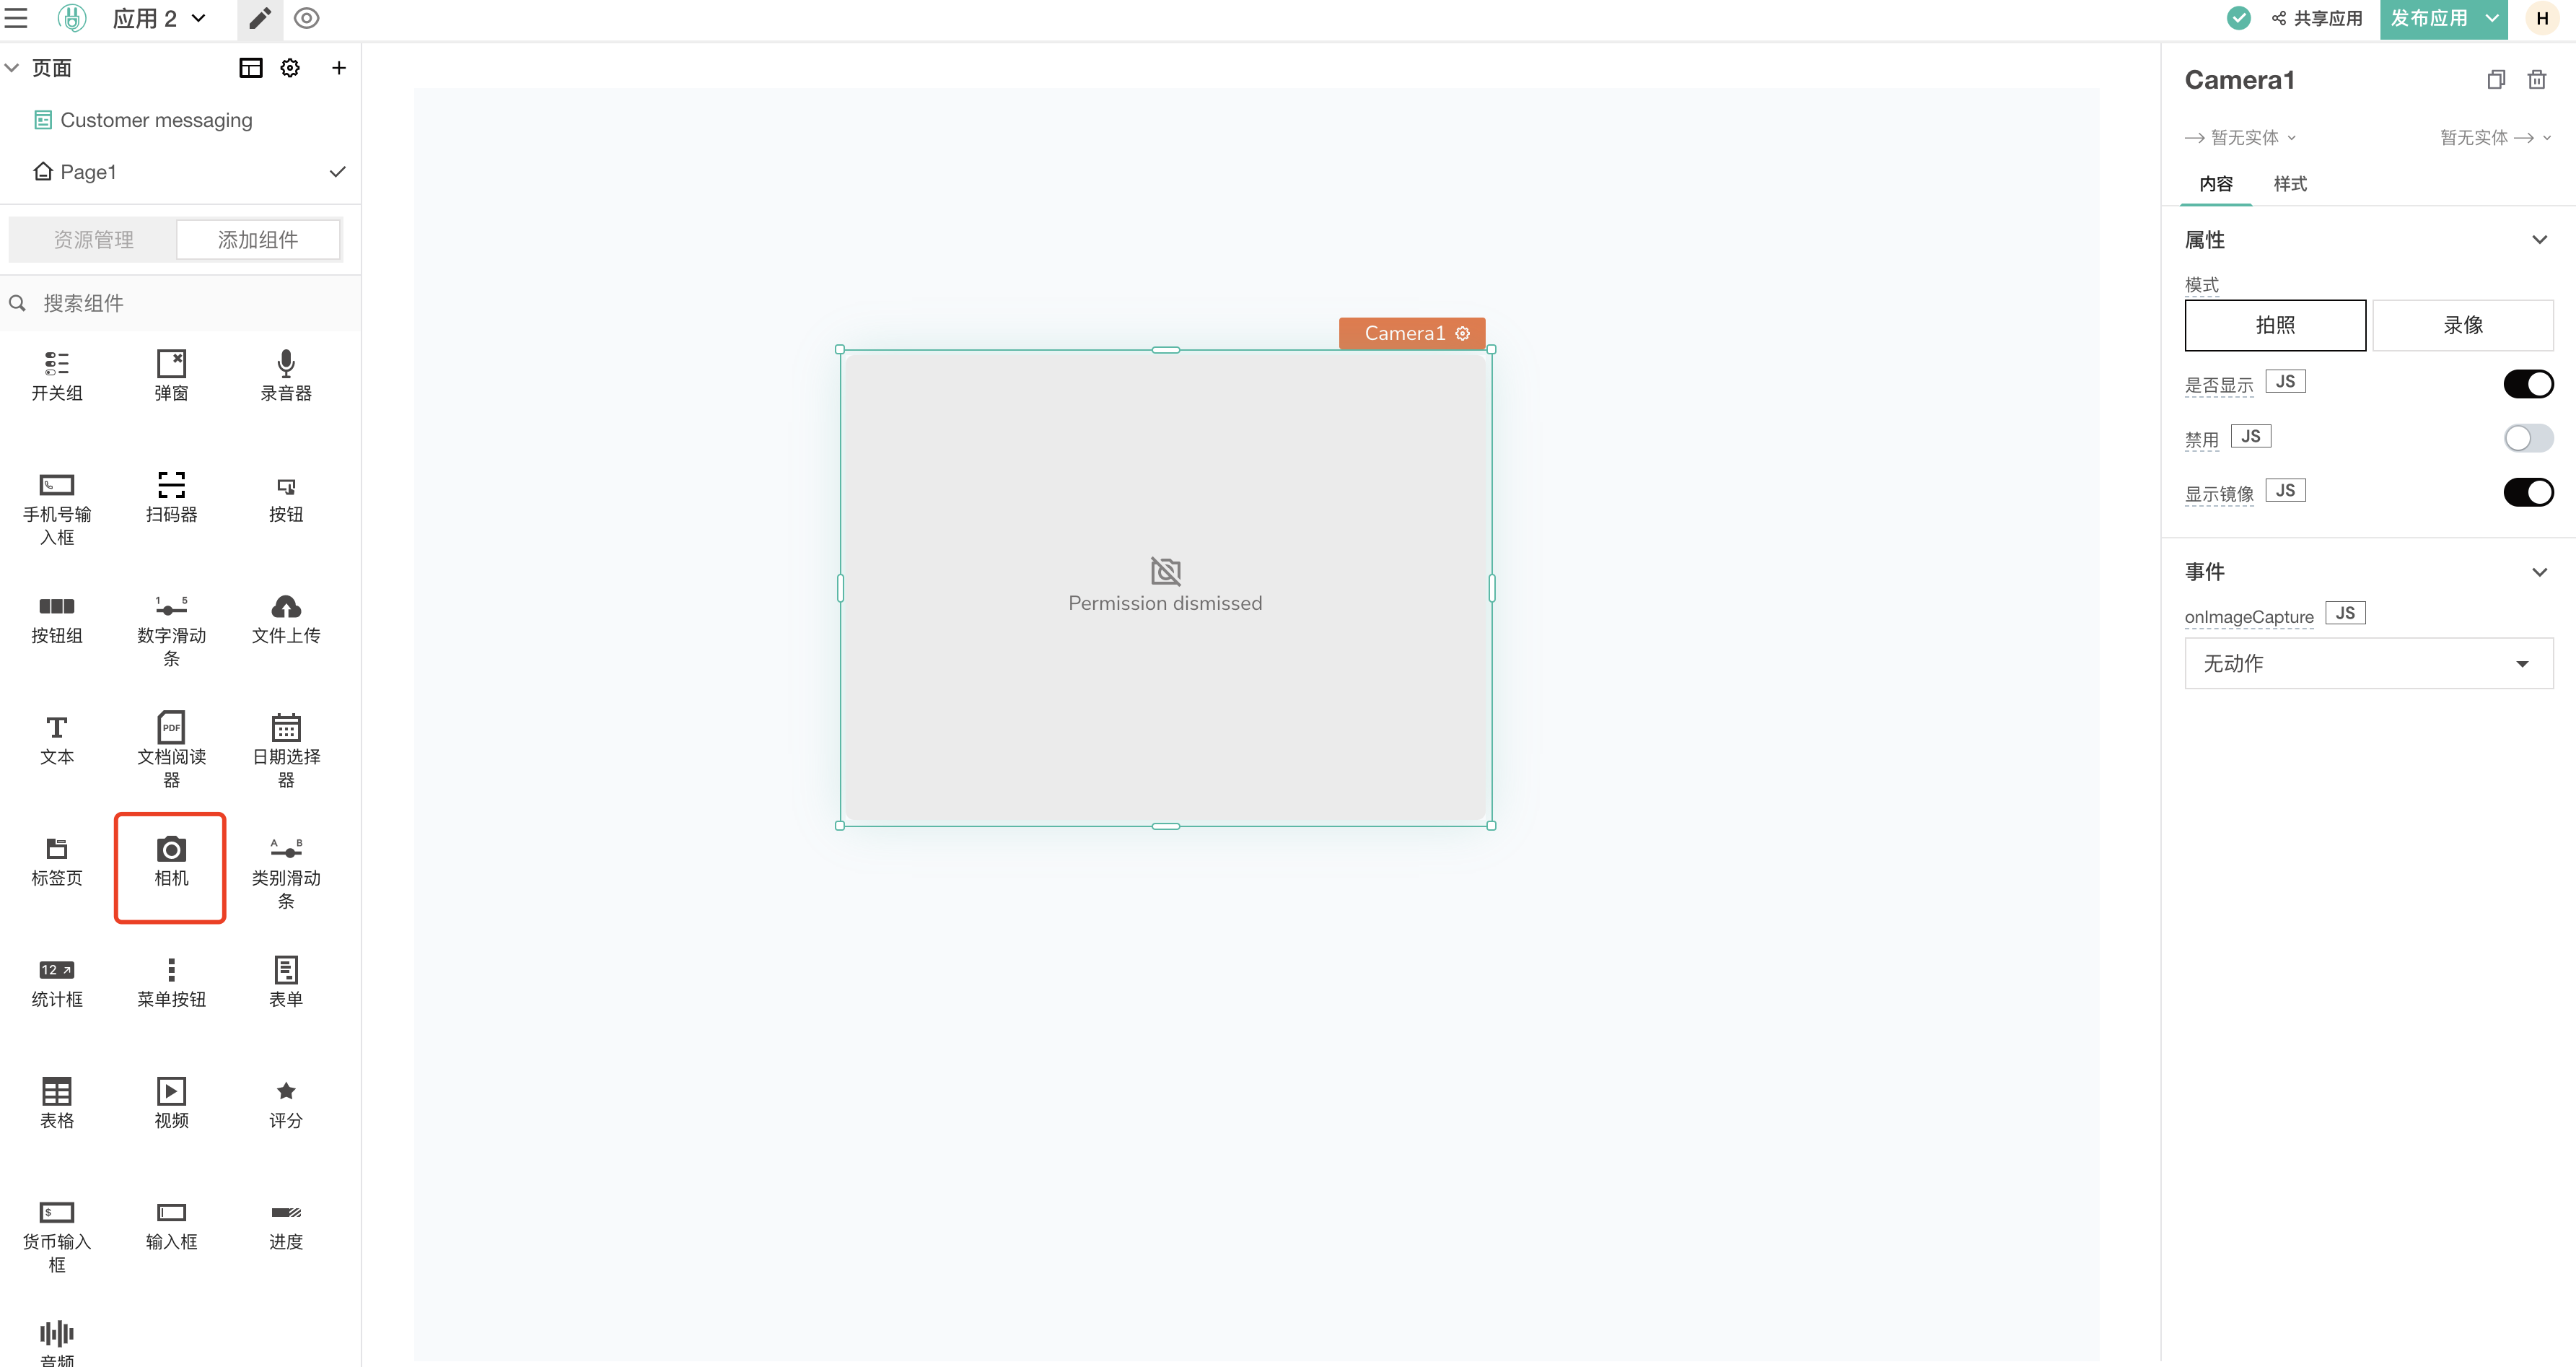 应用 2
共享应用
发布应用
H
页面
Customer messaging
Page1
资源管理
添加组件
搜索组件
开关组
弹窗
录音器
手机号输
入框
扫码器
按钮
按钮组
1 5
数字滑动
条
文件上传
文本
PDF
文档阅读
器
日期选择
器
标签页
相机
A B
类别滑动
条
12
统计框
菜单按钮
表单
表格
视频
评分
$
货币输入
框
输入框
进度
音频
Camera1
Permission dismissed
Camera1
暂无实体
暂无实体
内容
样式
属性
模式
拍照
录像
是否显示 JS
禁用 JS
显示镜像 JS
事件
onImageCapture JS
无动作